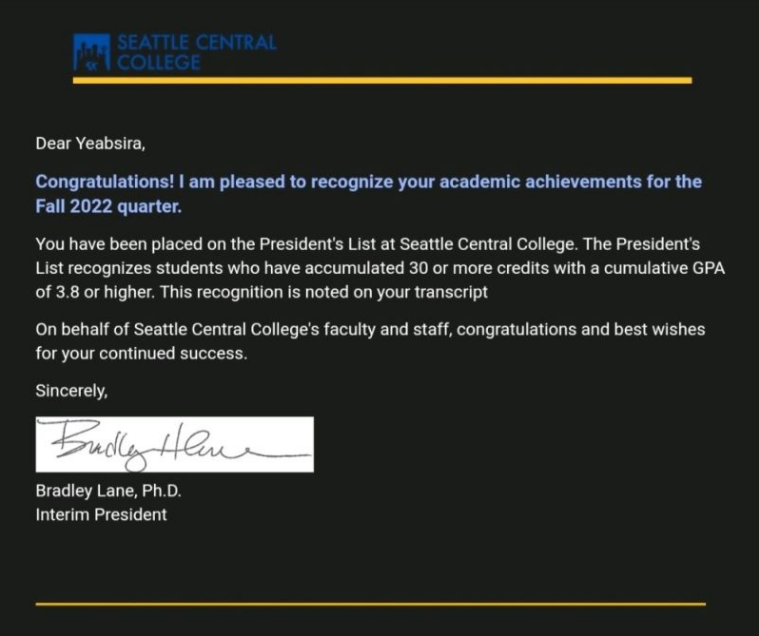 SEATTLE CENTRAL
COLLEGE
Dear Yeabsira,
Congratulations! I am pleased to recognize your academic achievements for the
Fall 2022 quarter.
You have been placed on the President's List at Seattle Central College. The President's
List recognizes students who have accumulated 30 or more credits with a cumulative GPA
of 3.8 or higher. This recognition is noted on your transcript
On behalf of Seattle Central College's faculty and staff, congratulations and best wishes
for your continued success.
Sincerely,
Bradley Lane
Bradley Lane, Ph.D.
Interim President